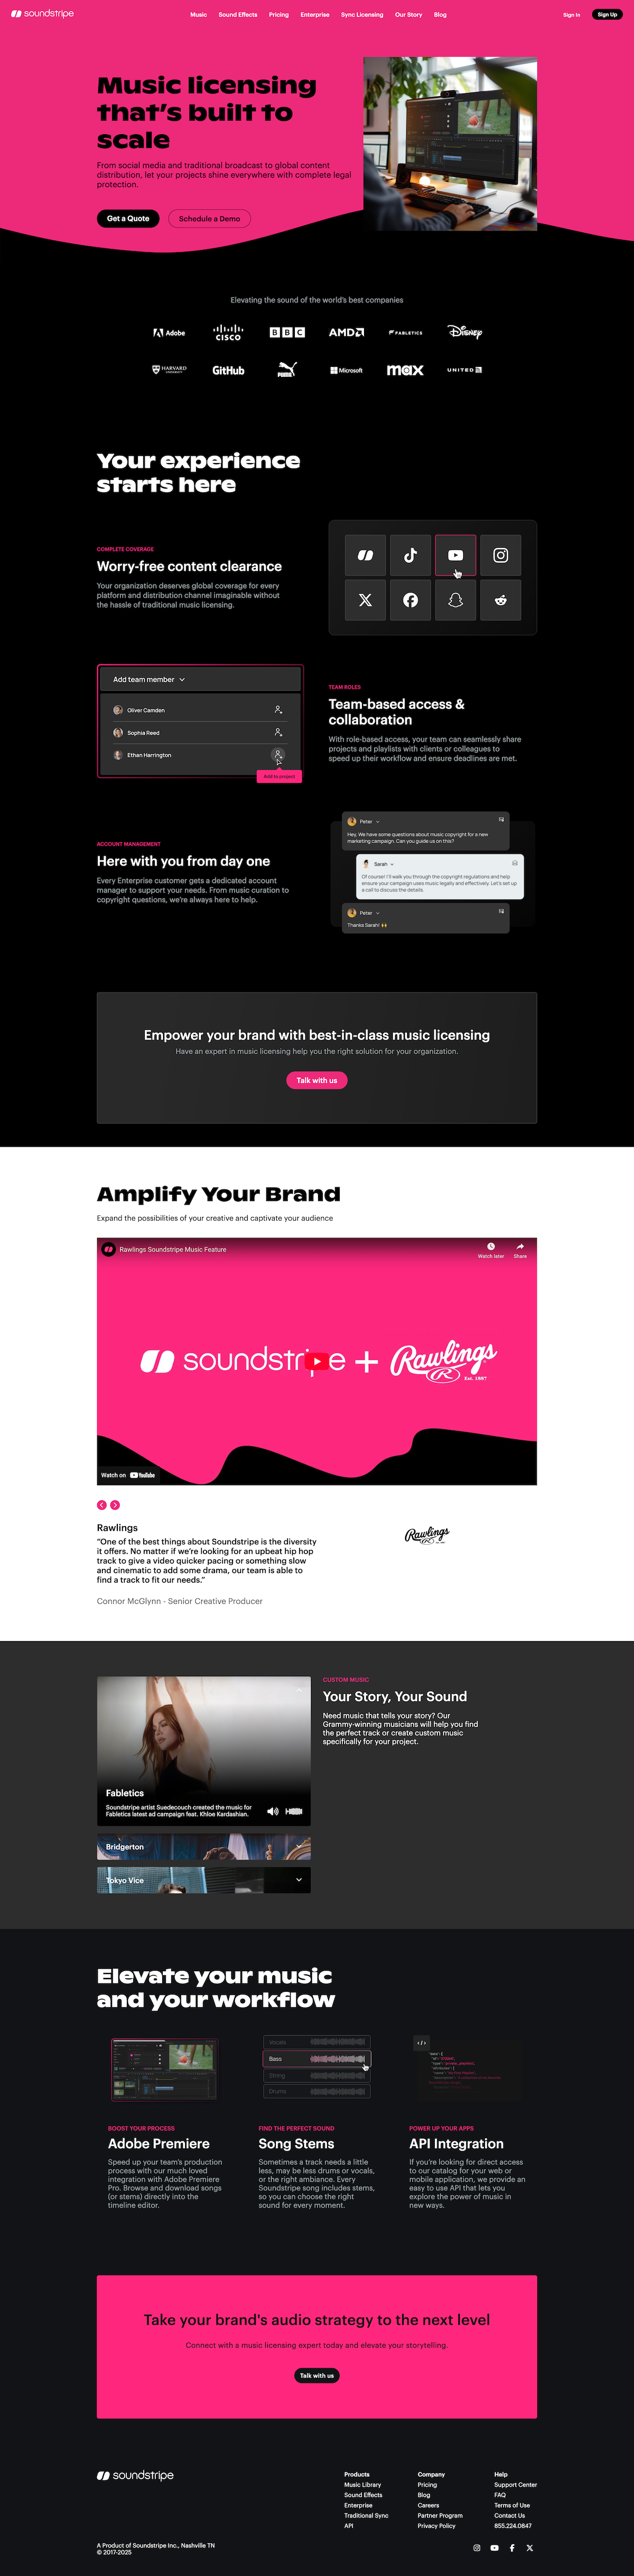 soundstripe
Music Sound Effects Pricing Enterprise Sync Licensing Our Story Blog
Sign In Sign Up
Music licensing
that's built to
scale
From social media and traditional broadcast to global content
distribution, let your projects shine everywhere with complete legal
protection.
Get a Quote Schedule a Demo
Elevating the sound of the world's best companies
Adobe CISCO BBC AMD FABLETICS Disney
HARVARD UNIVERSITY GitHub PUMA Microsoft max UNITED
Your experience
starts here
COMPLETE COVERAGE
Worry-free content clearance
Your organization deserves global coverage for every
platform and distribution channel imaginable without
the hassle of traditional music licensing.
Add team member
Oliver Camden
Sophia Reed
Ethan Harrington
Add to project
TEAM ROLES
Team-based access &
collaboration
With role-based access, your team can seamlessly share
projects and playlists with clients or colleagues to
speed up their workflow and ensure deadlines are met.
ACCOUNT MANAGEMENT
Here with you from day one
Every Enterprise customer gets a dedicated account
manager to support your needs. From music curation to
copyright questions, we're always here to help.
Peter
Hey, We have some questions about music copyright for a new
marketing campaign. Can you guide us on this?
Sarah
Of course! I'll walk you through the copyright regulations and help
ensure your campaign uses music legally and effectively. Let's set up
a call to discuss the details.
Peter
Thanks Sarah! 🙌
Empower your brand with best-in-class music licensing
Have an expert in music licensing help you the right solution for your organization.
Talk with us
Amplify Your Brand
Expand the possibilities of your creative and captivate your audience
Rawlings Soundstripe Music Feature
Watch later Share
soundstripe + Rawlings
Est. 1887
Watch on YouTube
Rawlings
"One of the best things about Soundstripe is the diversity
it offers. No matter if we're looking for an upbeat hip hop
track to give a video quicker pacing or something slow
and cinematic to add some drama, our team is able to
find a track to fit our needs."
Connor McGlynn - Senior Creative Producer
Rawlings
Fabletics
Soundstripe artist Suedecouch created the music for
Fabletics latest ad campaign feat. Khloe Kardashian.
Bridgerton
Tokyo Vice
CUSTOM MUSIC
Your Story, Your Sound
Need music that tells your story? Our
Grammy-winning musicians will help you find
the perfect track or create custom music
specifically for your project.
Elevate your music
and your workflow
Vocals
Bass
String
Drums
BOOST YOUR PROCESS
Adobe Premiere
Speed up your team's production
process with our much loved
integration with Adobe Premiere
Pro. Browse and download songs
(or stems) directly into the
timeline editor.
FIND THE PERFECT SOUND
Song Stems
Sometimes a track needs a little
less, may be less drums or vocals,
or the right ambiance. Every
Soundstripe song includes stems,
so you can choose the right
sound for every moment.
POWER UP YOUR APPS
API Integration
If you're looking for direct access
to our catalog for your web or
mobile application, we provide an
easy to use API that lets you
explore the power of music in
new ways.
Take your brand's audio strategy to the next level
Connect with a music licensing expert today and elevate your storytelling.
Talk with us
soundstripe
Products
Music Library
Sound Effects
Enterprise
Traditional Sync
API
Company
Pricing
Blog
Careers
Partner Program
Privacy Policy
Help
Support Center
FAQ
Terms of Use
Contact Us
855.224.0847
A Product of Soundstripe Inc., Nashville TN
© 2017-2025